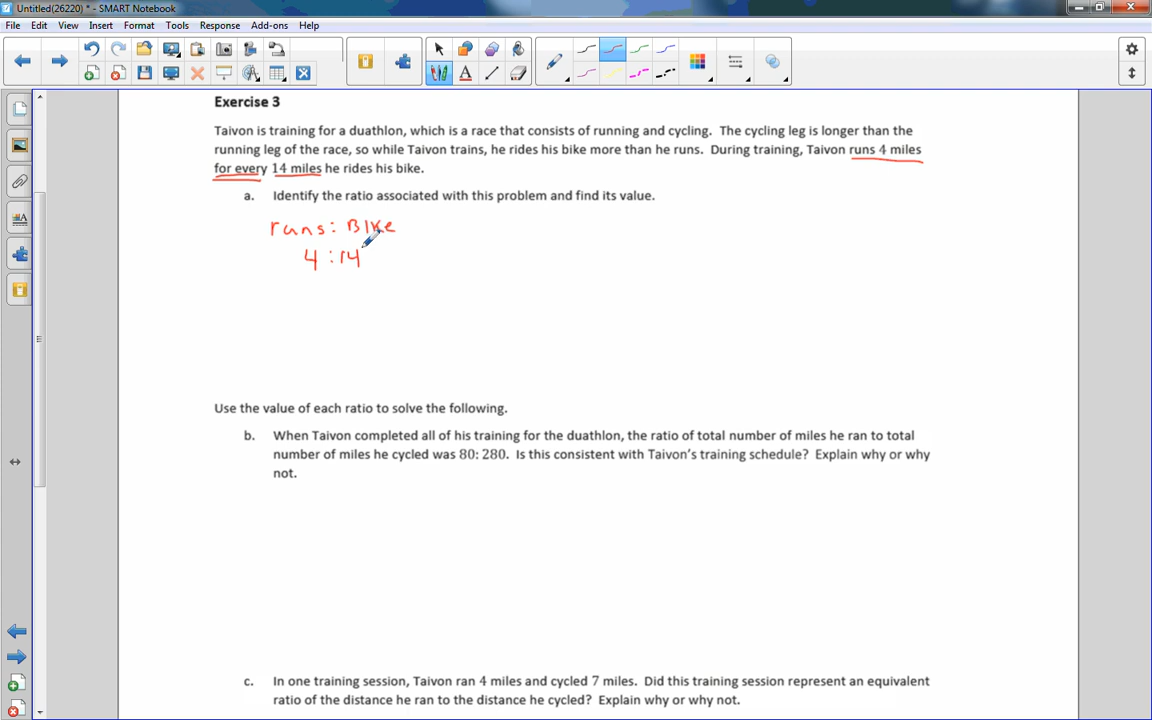 Untitled(26220) * - SMART Notebook
File Edit View Insert Format Tools Response Add-ons Help
Exercise 3
Taivon is training for a duathlon, which is a race that consists of running and cycling. The cycling leg is longer than the
running leg of the race, so while Taivon trains, he rides his bike more than he runs. During training, Taivon runs 4 miles
for every 14 miles he rides his bike.
a. Identify the ratio associated with this problem and find its value.
runs: Bike
4 : 14
Use the value of each ratio to solve the following.
b. When Taivon completed all of his training for the duathlon, the ratio of total number of miles he ran to total
number of miles he cycled was 80: 280. Is this consistent with Taivon's training schedule? Explain why or why
not.
c. In one training session, Taivon ran 4 miles and cycled 7 miles. Did this training session represent an equivalent
ratio of the distance he ran to the distance he cycled? Explain why or why not.